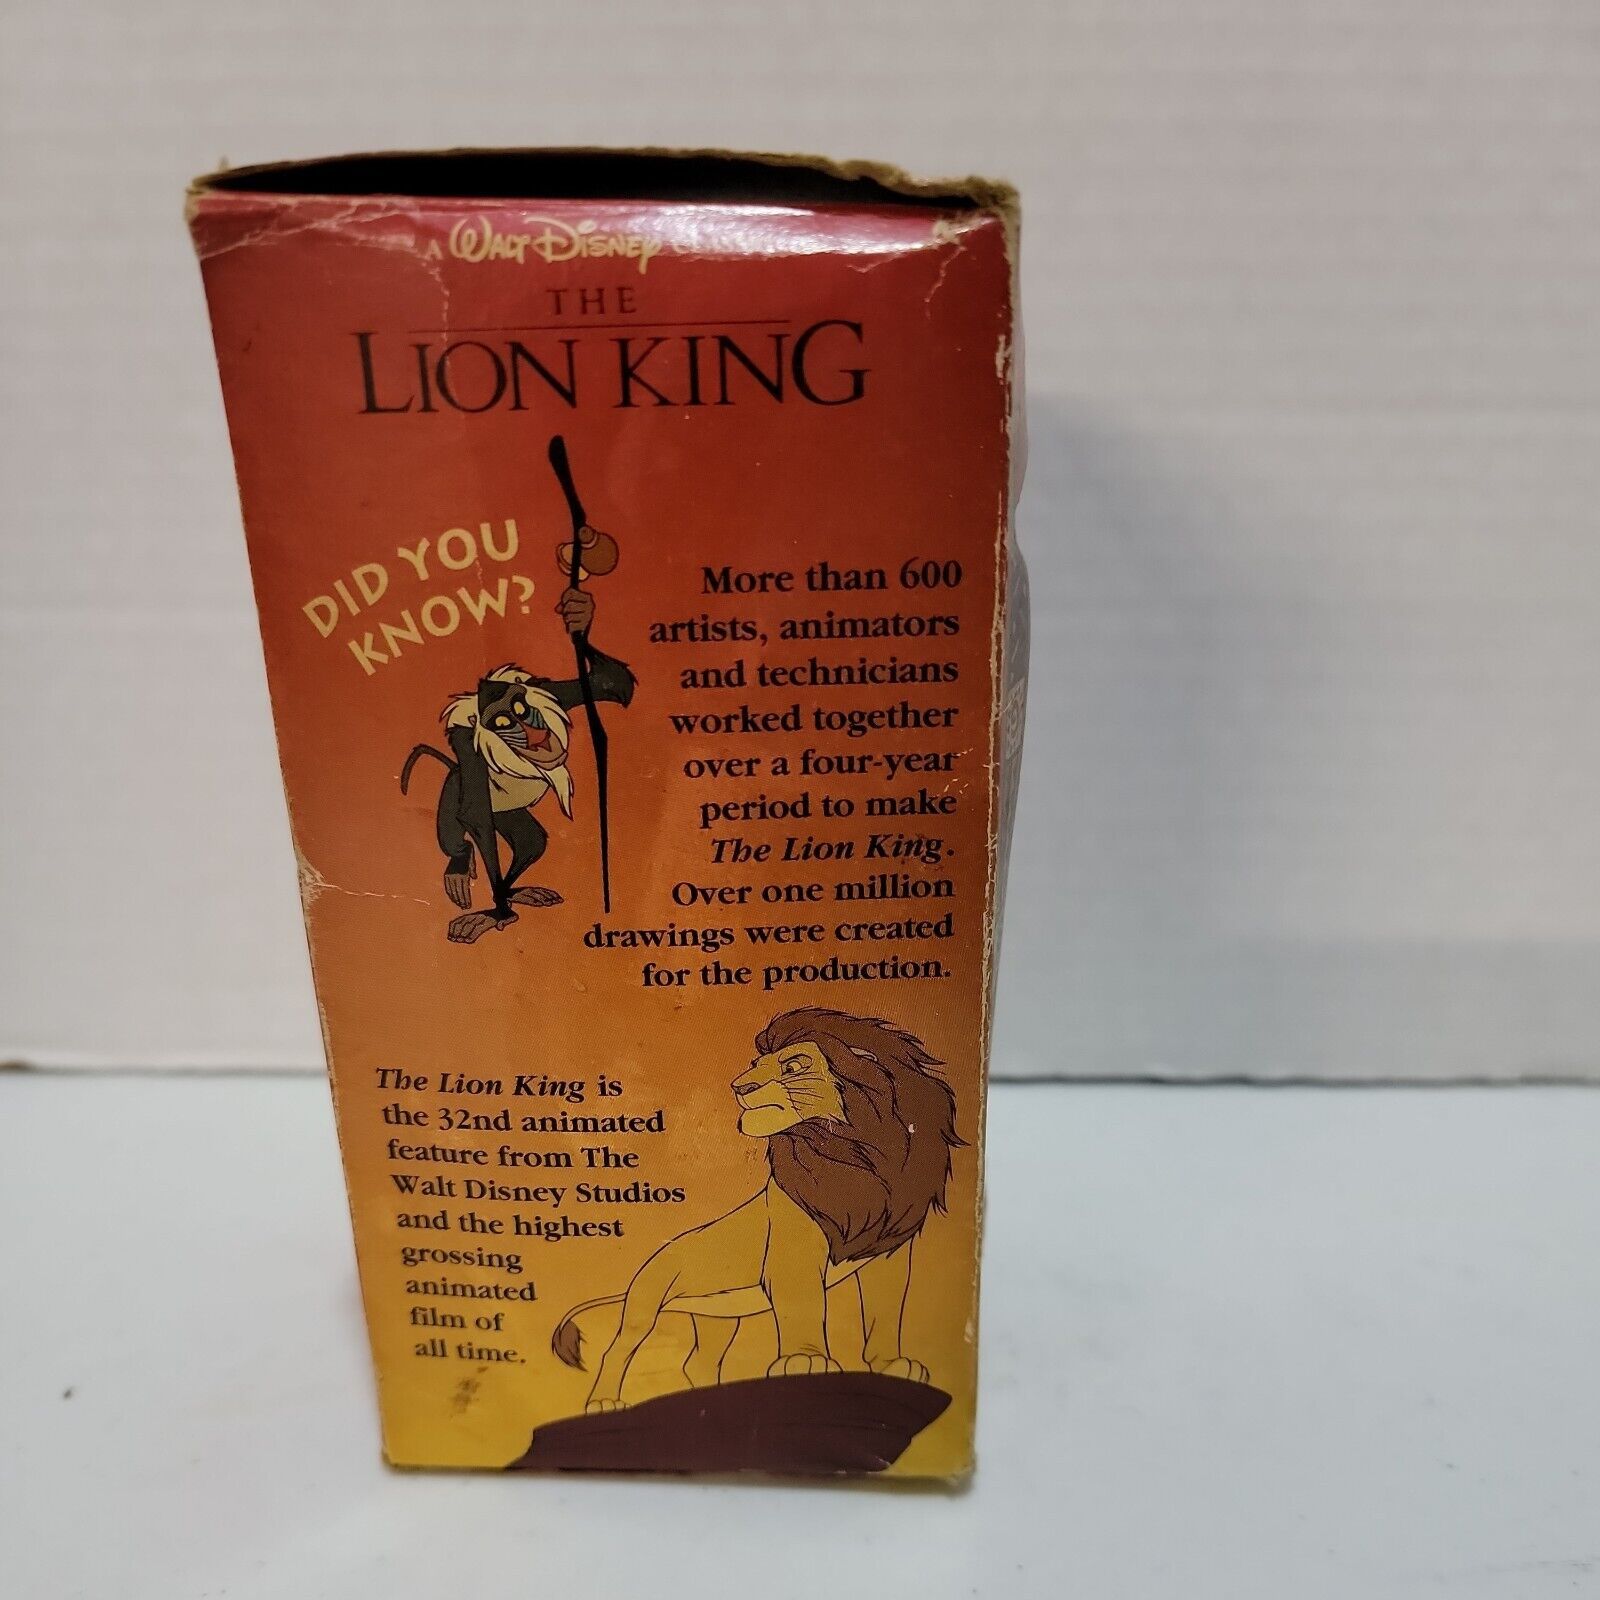 A WALT DISNEY
THE
LION KING
DID YOU
KNOW?
More than 600
artists, animators
and technicians
worked together
over a four-year
period to make
The Lion King.
Over one million
drawings were created
for the production.
The Lion King is
the 32nd animated
feature from The
Walt Disney Studios
and the highest
grossing
animated
film of
all time.